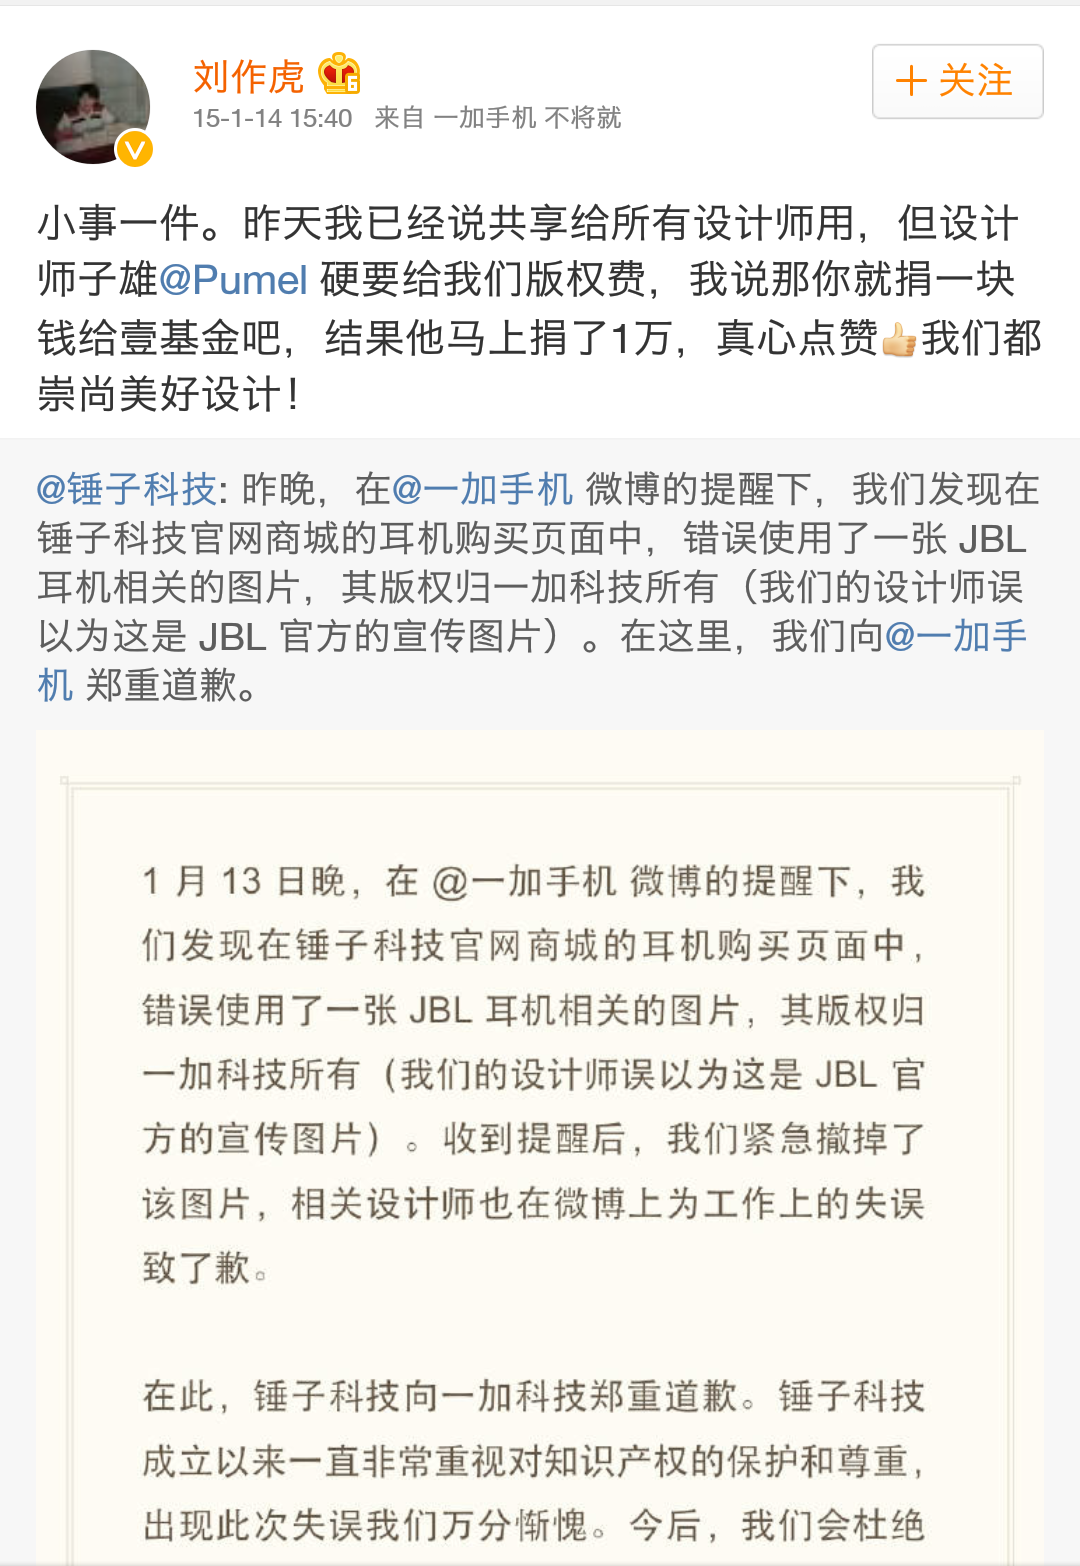 刘作虎
6
V
+关注
15-1-14 15:40 来自 一加手机 不将就
小事一件。昨天我已经说共享给所有设计师用，但设计
师子雄@Pumel 硬要给我们版权费，我说那你就捐一块
钱给壹基金吧，结果他马上捐了1万，真心点赞👍我们都
崇尚美好设计！
@锤子科技: 昨晚，在@一加手机 微博的提醒下，我们发现在
锤子科技官网商城的耳机购买页面中，错误使用了一张 JBL
耳机相关的图片，其版权归一加科技所有（我们的设计师误
以为这是 JBL 官方的宣传图片）。在这里，我们向@一加手
机 郑重道歉。
1 月 13 日晚，在 @一加手机 微博的提醒下，我
们发现在锤子科技官网商城的耳机购买页面中，
错误使用了一张 JBL 耳机相关的图片，其版权归
一加科技所有（我们的设计师误以为这是 JBL 官
方的宣传图片）。收到提醒后，我们紧急撤掉了
该图片，相关设计师也在微博上为工作上的失误
致了歉。
在此，锤子科技向一加科技郑重道歉。锤子科技
成立以来一直非常重视对知识产权的保护和尊重，
出现此次失误我们万分惭愧。今后，我们会杜绝